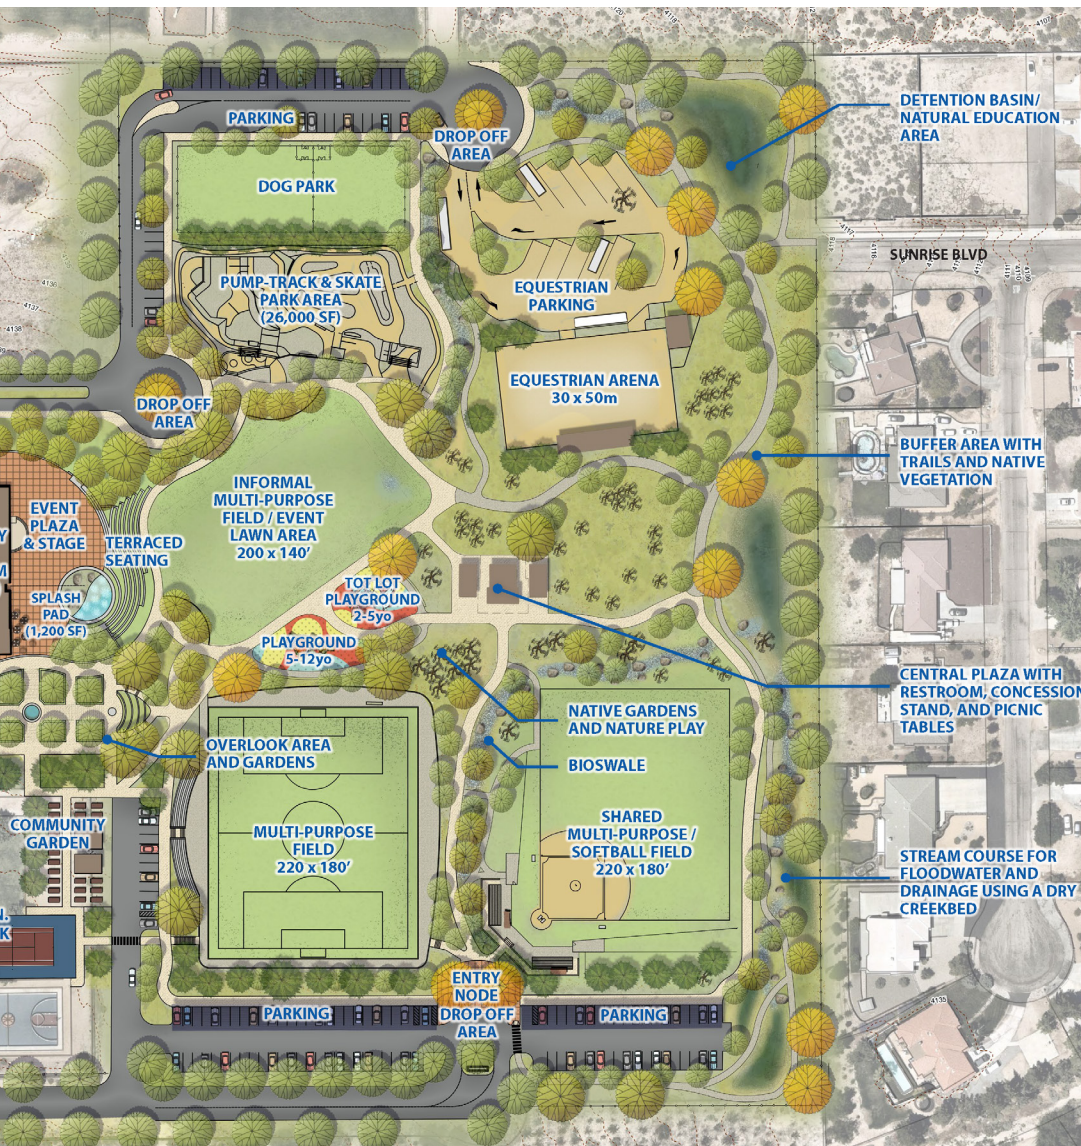 PARKING
DROP OFF
AREA
DETENTION BASIN/
NATURAL EDUCATION
AREA
DOG PARK
SUNRISE BLVD
PUMP-TRACK & SKATE
PARK AREA
(26,000 SF)
EQUESTRIAN
PARKING
EQUESTRIAN ARENA
30 x 50m
DROP OFF
AREA
BUFFER AREA WITH
TRAILS AND NATIVE
VEGETATION
INFORMAL
MULTI-PURPOSE
FIELD / EVENT
LAWN AREA
200 x 140'
EVENT
PLAZA
& STAGE
TERRACED
SEATING
SPLASH
PAD
(1,200 SF)
TOT LOT
PLAYGROUND
2-5yo
PLAYGROUND
5-12yo
CENTRAL PLAZA WITH
RESTROOM, CONCESSION
STAND, AND PICNIC
TABLES
NATIVE GARDENS
AND NATURE PLAY
BIOSWALE
OVERLOOK AREA
AND GARDENS
COMMUNITY
GARDEN
MULTI-PURPOSE
FIELD
220 x 180'
SHARED
MULTI-PURPOSE /
SOFTBALL FIELD
220 x 180'
STREAM COURSE FOR
FLOODWATER AND
DRAINAGE USING A DRY
CREEKBED
ENTRY
NODE
DROP OFF
AREA
PARKING
PARKING
4136
4137
4138
4135